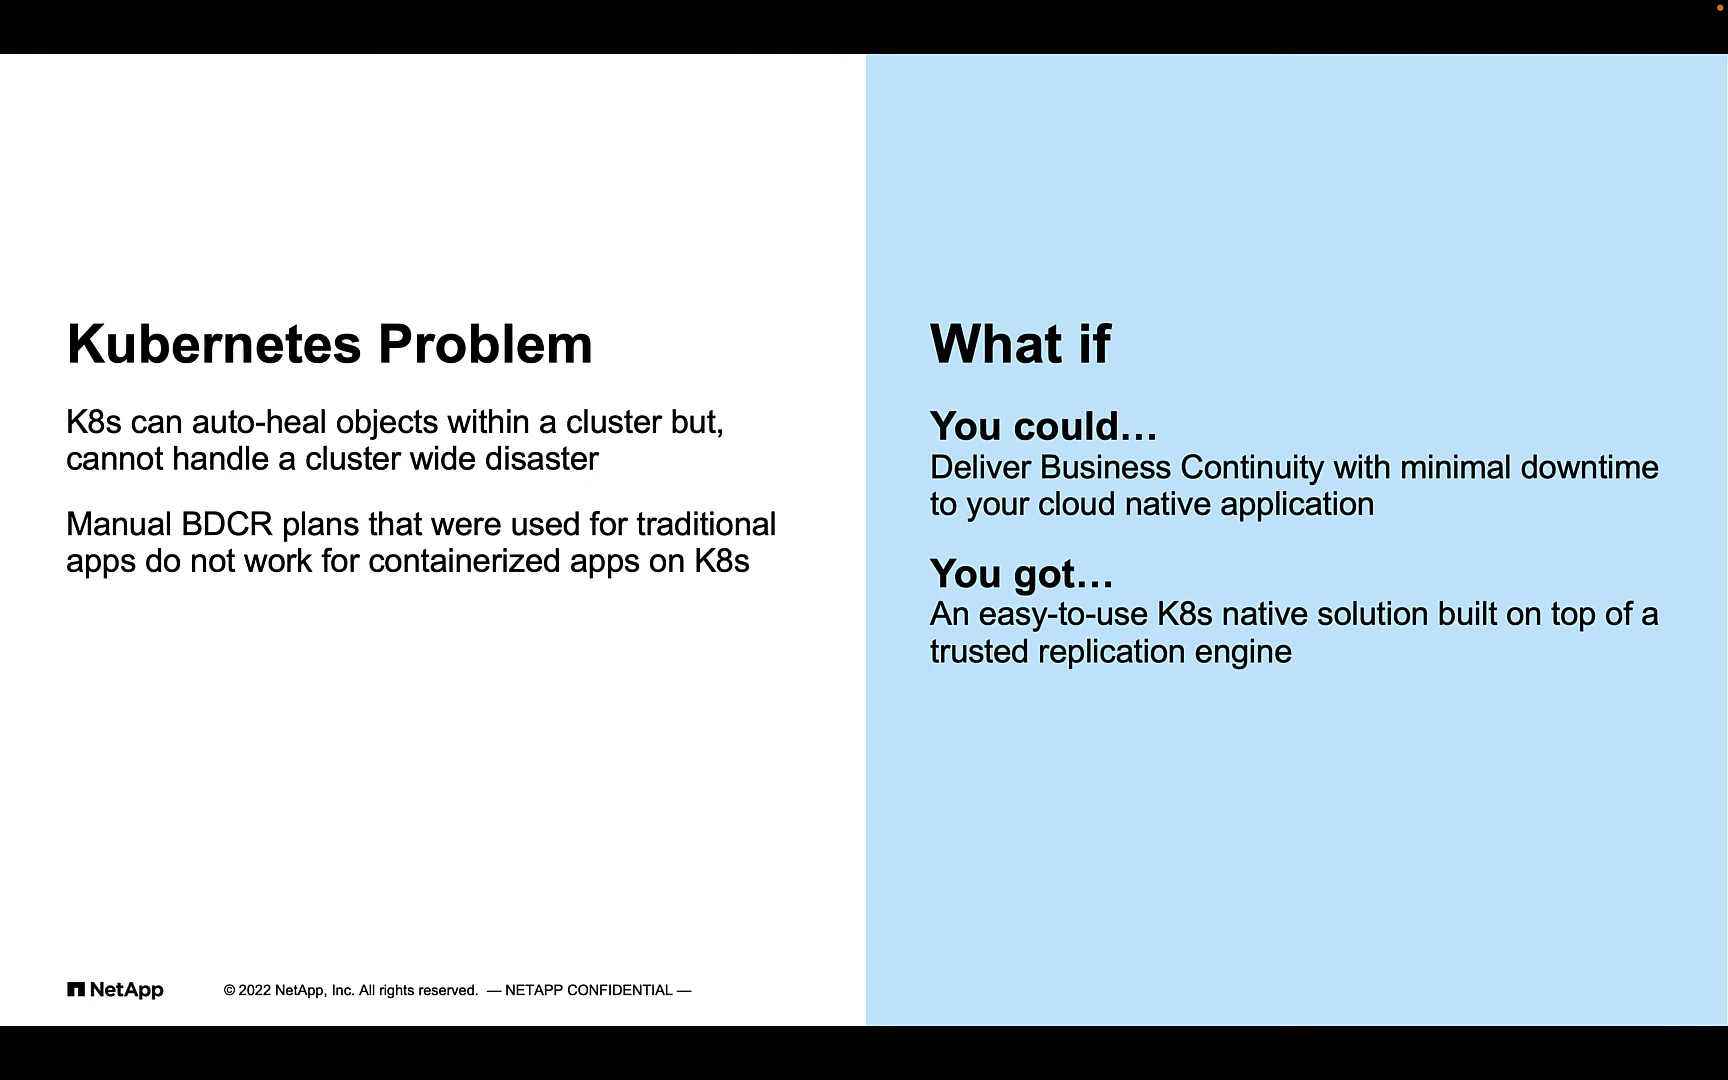 Kubernetes Problem
K8s can auto-heal objects within a cluster but,
cannot handle a cluster wide disaster
Manual BDCR plans that were used for traditional
apps do not work for containerized apps on K8s
What if
You could…
Deliver Business Continuity with minimal downtime
to your cloud native application
You got…
An easy-to-use K8s native solution built on top of a
trusted replication engine
NetApp
© 2022 NetApp, Inc. All rights reserved. — NETAPP CONFIDENTIAL —